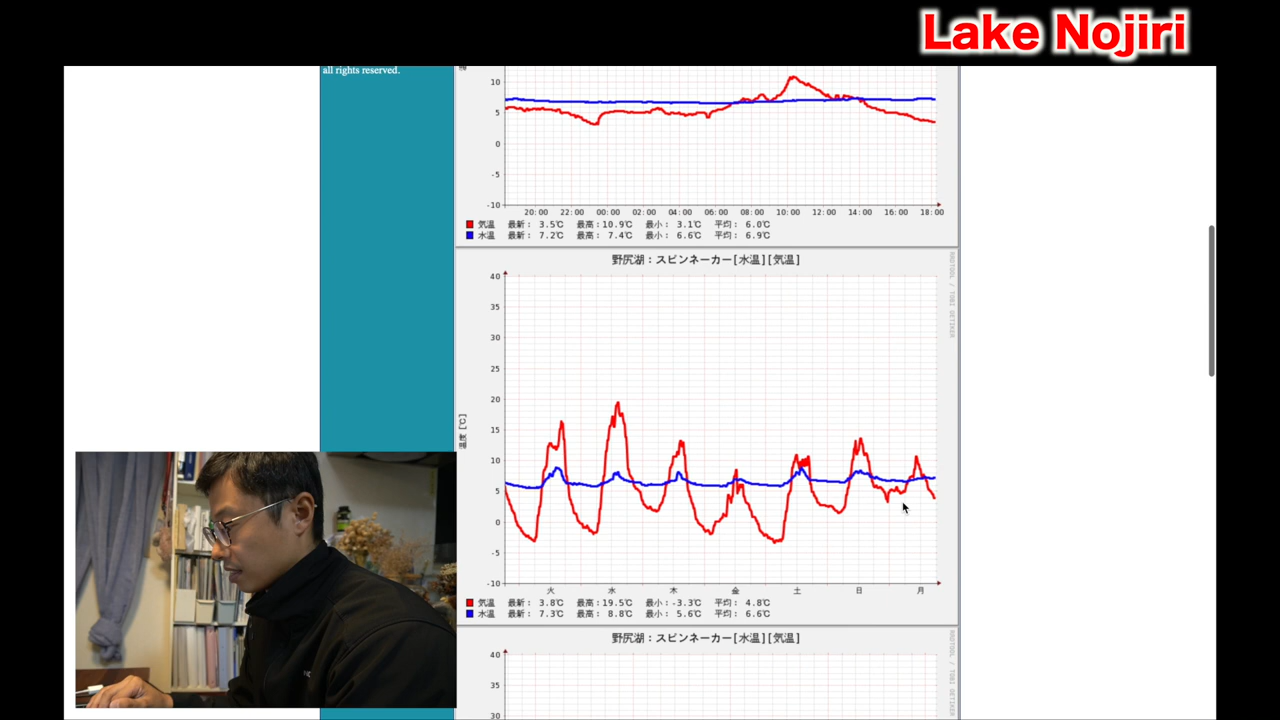 Lake Nojiri
all rights reserved.
10
5
0
-5
-10
20:00 22:00 00:00 02:00 04:00 06:00 08:00 10:00 12:00 14:00 16:00 18:00
気温 最新: 3.5℃ 最高:10.9℃ 最小: 3.1℃ 平均: 6.0℃
水温 最新: 7.2℃ 最高: 7.4℃ 最小: 6.6℃ 平均: 6.9℃
野尻湖:スピンネーカー[水温][気温]
RRDTOOL / TOBI OETIKER
温度 [℃]
40
35
30
25
20
15
10
5
0
-5
-10
火 水 木 金 土 日 月
気温 最新: 3.8℃ 最高:19.5℃ 最小:-3.3℃ 平均: 4.8℃
水温 最新: 7.3℃ 最高: 8.8℃ 最小: 5.6℃ 平均: 6.6℃
野尻湖:スピンネーカー[水温][気温]
RRDTOOL / TOBI OETIKER
40
35
30